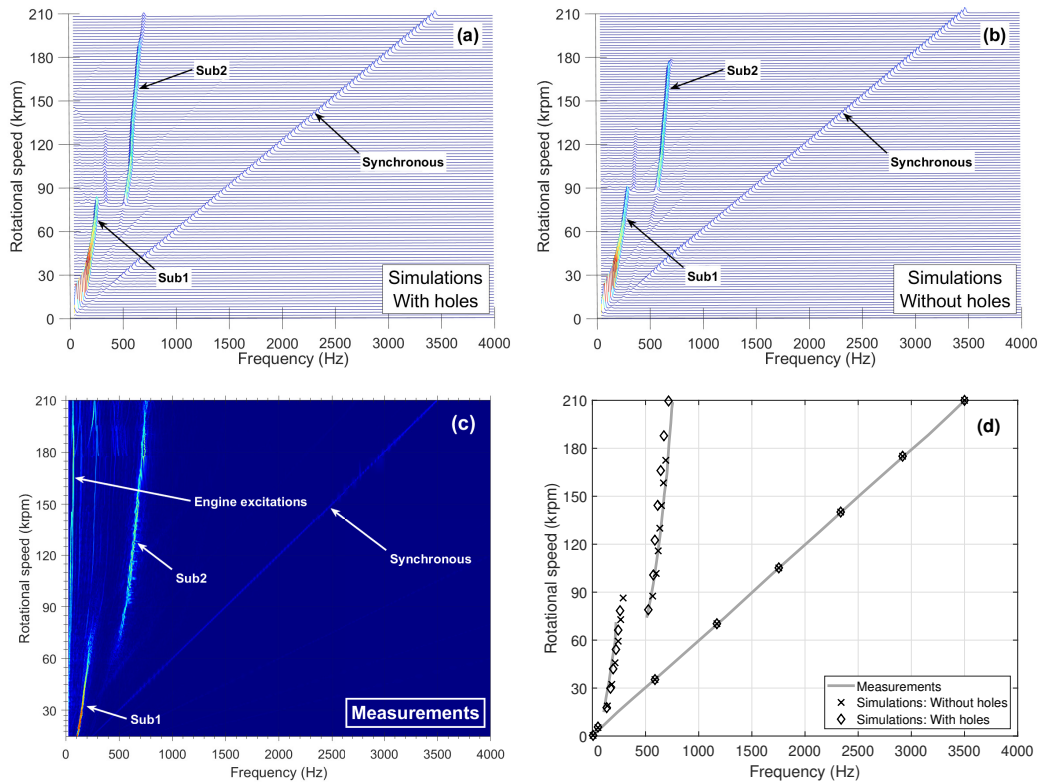 210
180
150
120
90
60
30
0
Rotational speed (krpm)
(a)
Sub2
Synchronous
Sub1
Simulations
With holes
0 500 1000 1500 2000 2500 3000 3500 4000
Frequency (Hz)
210
180
150
120
90
60
30
0
Rotational speed (krpm)
(b)
Sub2
Synchronous
Sub1
Simulations
Without holes
0 500 1000 1500 2000 2500 3000 3500 4000
Frequency (Hz)
210
180
150
120
90
60
30
Rotational speed (krpm)
(c)
Engine excitations
Synchronous
Sub2
Sub1
Measurements
0 500 1000 1500 2000 2500 3000 3500 4000
Frequency (Hz)
210
180
150
120
90
60
30
0
Rotational speed (krpm)
(d)
Measurements
Simulations: Without holes
Simulations: With holes
0 500 1000 1500 2000 2500 3000 3500 4000
Frequency (Hz)